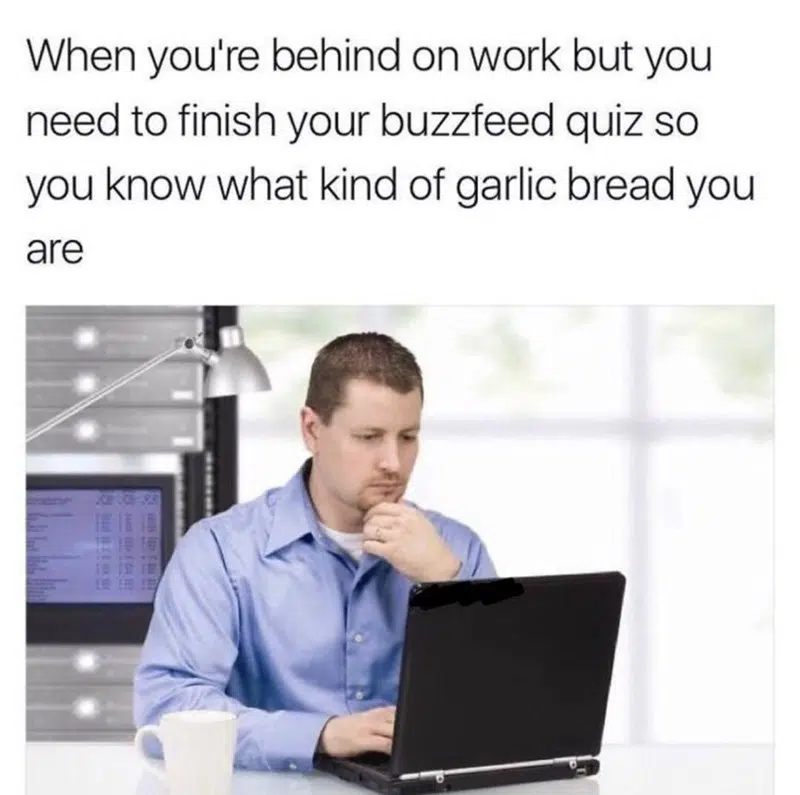 When you're behind on work but you
need to finish your buzzfeed quiz so
you know what kind of garlic bread you
are